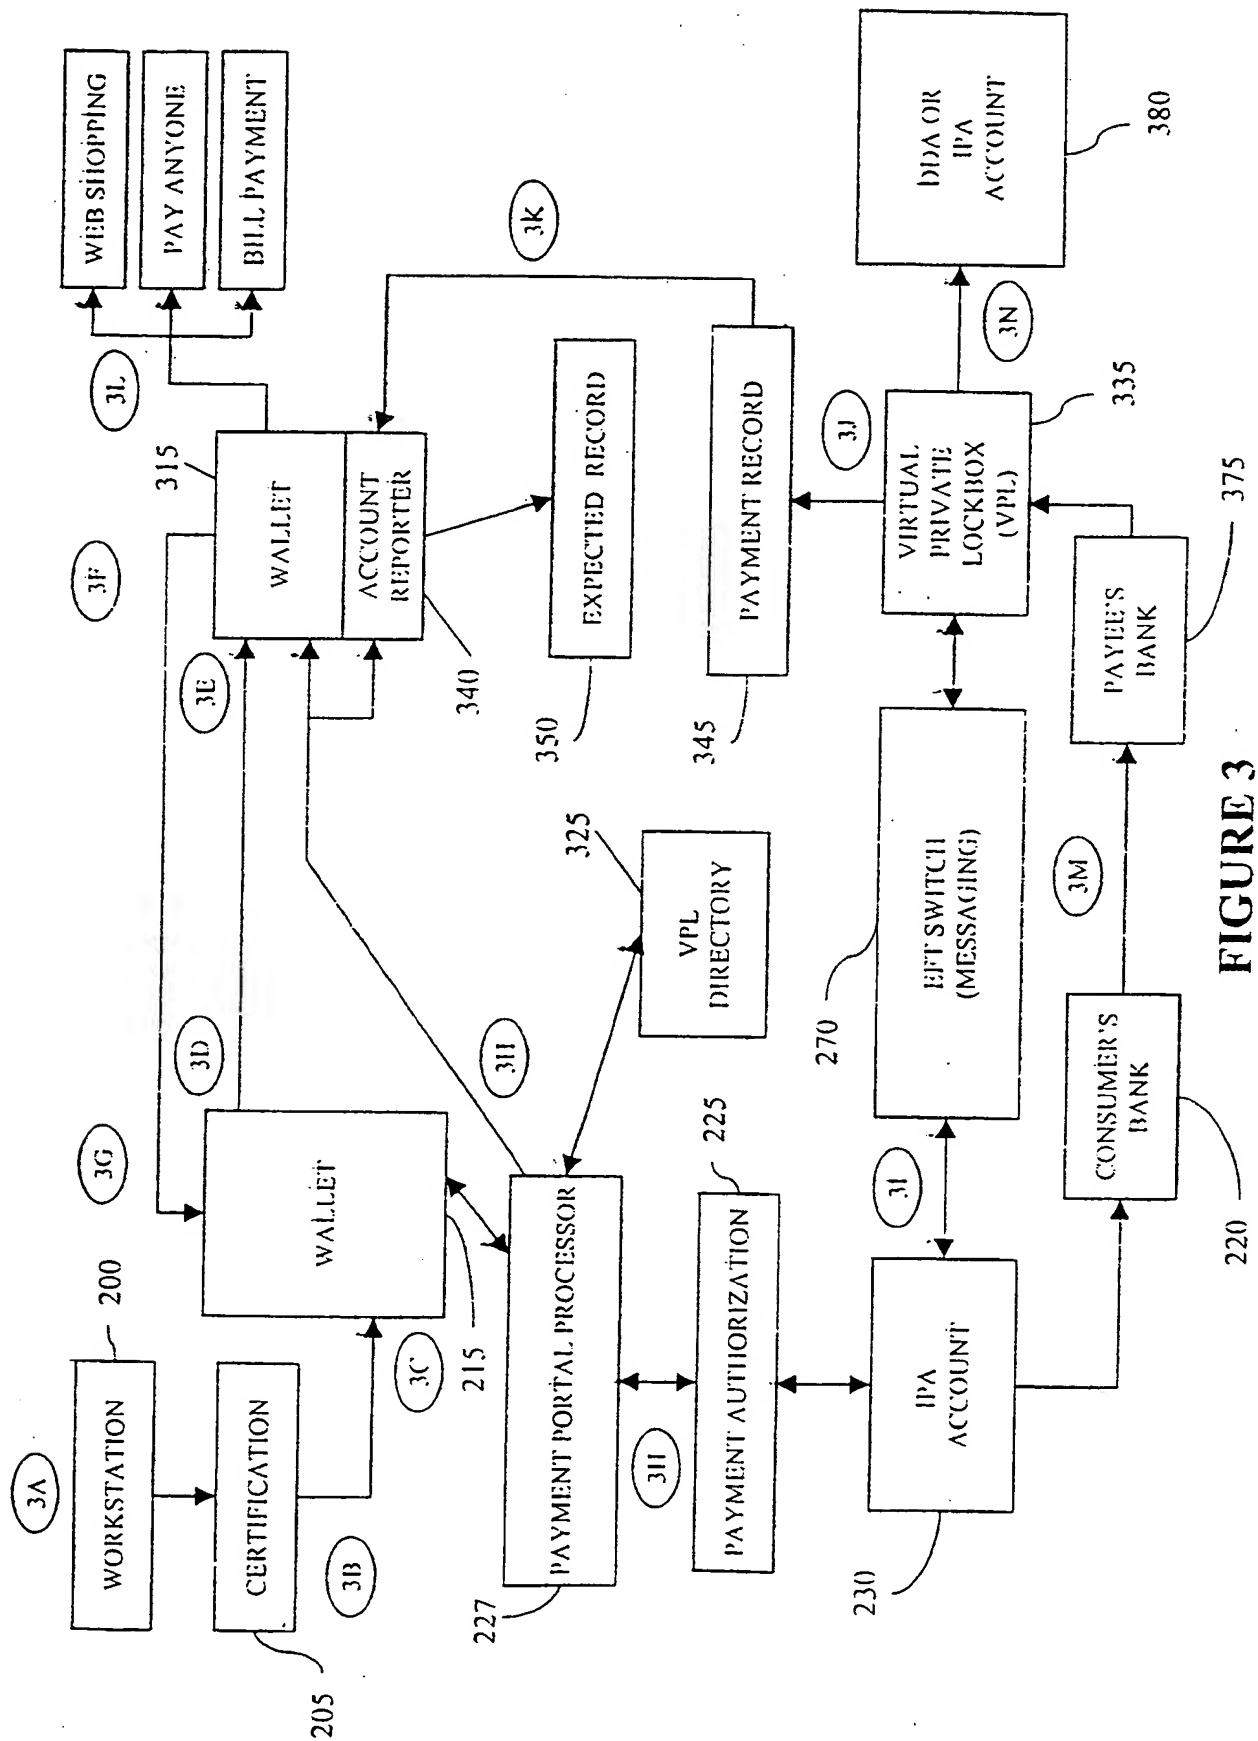 3A
WORKSTATION
200
CERTIFICATION
205
3B
3C
WALLET
215
3G
3D
3F
3E
WALLET
315
ACCOUNT
REPORTER
340
3L
WEB SHOPPING
PAY ANYONE
BILL PAYMENT
PAYMENT PORTAL PROCESSOR
227
3H
VPL
DIRECTORY
325
EXPECTED RECORD
350
3K
3H
PAYMENT AUTHORIZATION
225
PAYMENT RECORD
345
IPA
ACCOUNT
230
3I
EFT SWITCH
(MESSAGING)
270
3J
VIRTUAL
PRIVATE
LOCKBOX
(VPL)
335
3N
DDA OR
IPA
ACCOUNT
380
CONSUMER'S
BANK
220
3M
PAYEE'S
BANK
375
FIGURE 3